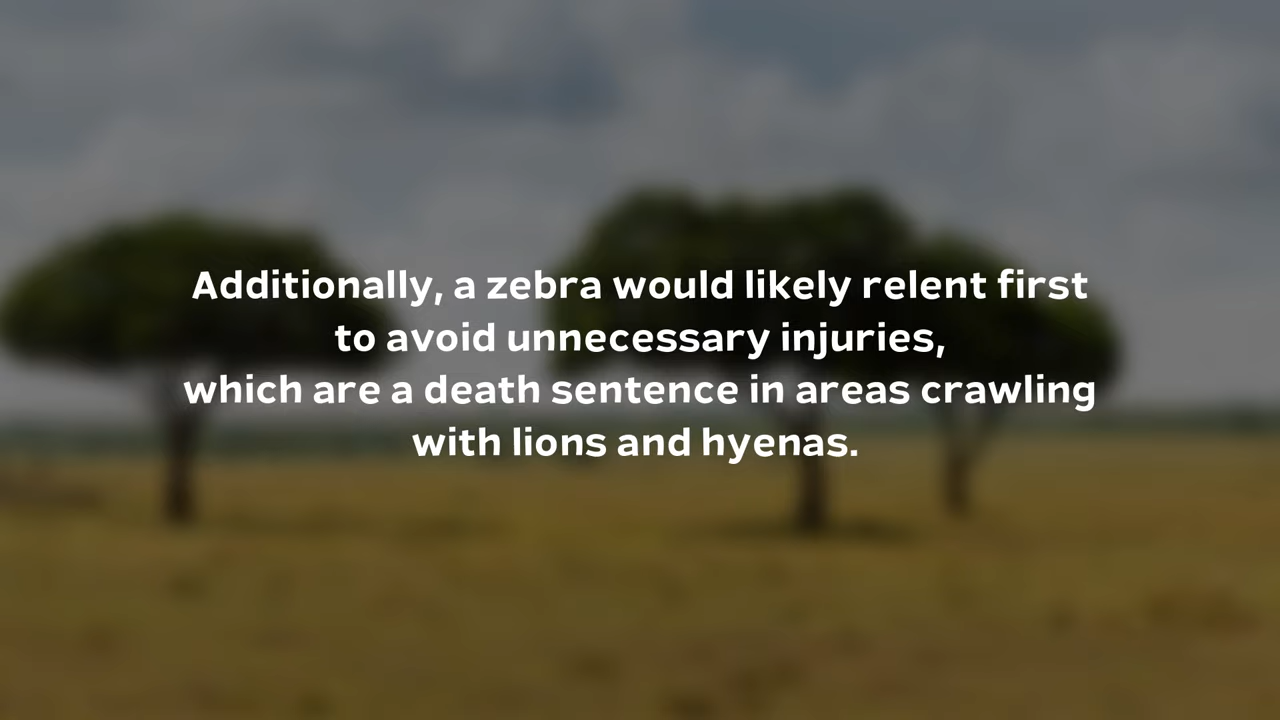 Additionally, a zebra would likely relent first
to avoid unnecessary injuries,
which are a death sentence in areas crawling
with lions and hyenas.